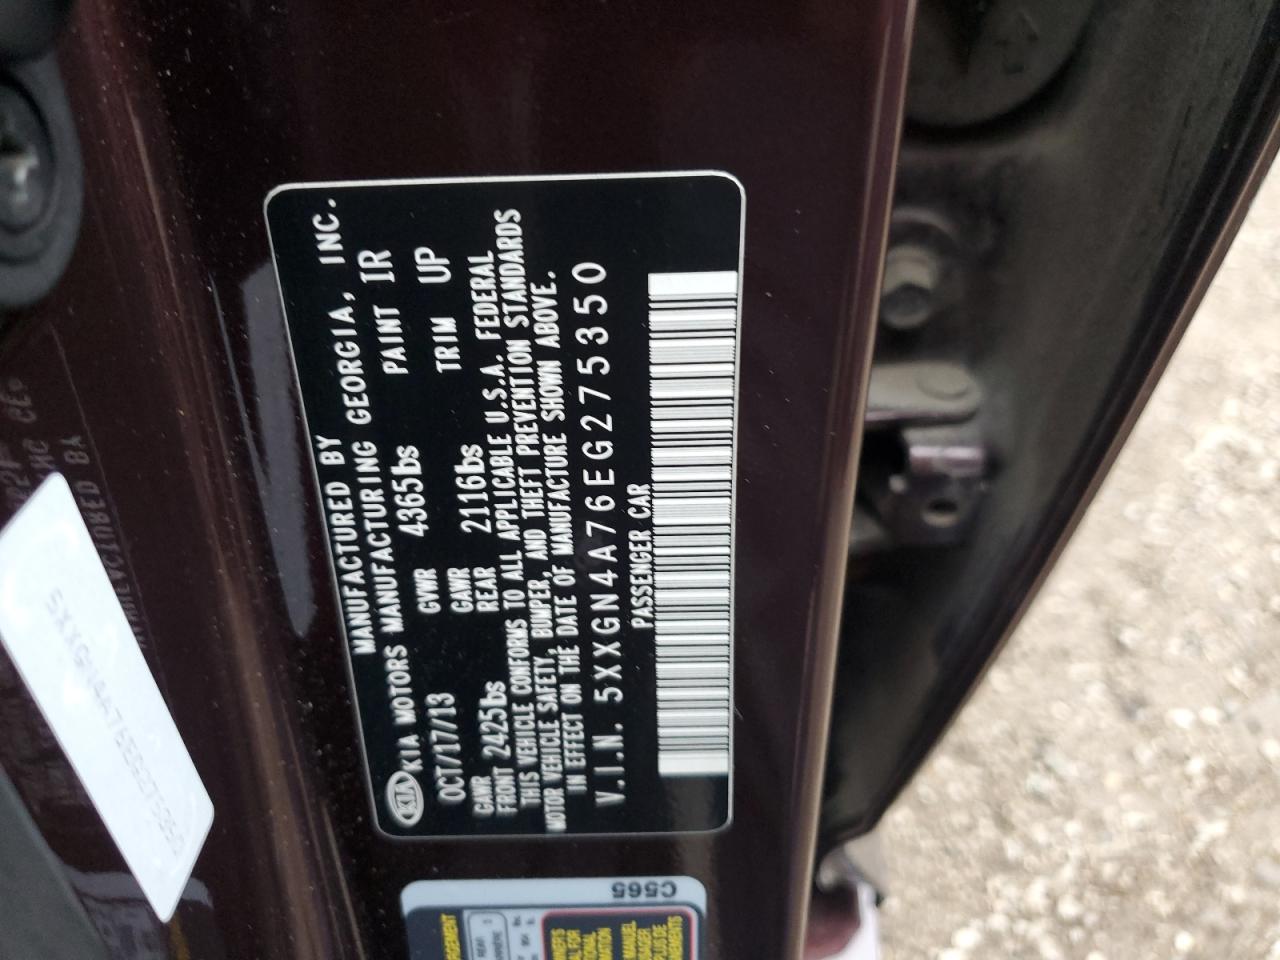 MANUFACTURED BY
KIA KIA MOTORS MANUFACTURING GEORGIA, INC.
OCT/17/13 GVWR 4365lbs PAINT IR
GAWR FRONT 2425lbs GAWR REAR 2116lbs TRIM UP
THIS VEHICLE CONFORMS TO ALL APPLICABLE U.S.A. FEDERAL
MOTOR VEHICLE SAFETY, BUMPER, AND THEFT PREVENTION STANDARDS
IN EFFECT ON THE DATE OF MANUFACTURE SHOWN ABOVE.
V.I.N. 5XXGN4A76EG275350
PASSENGER CAR
C565
MANUEL